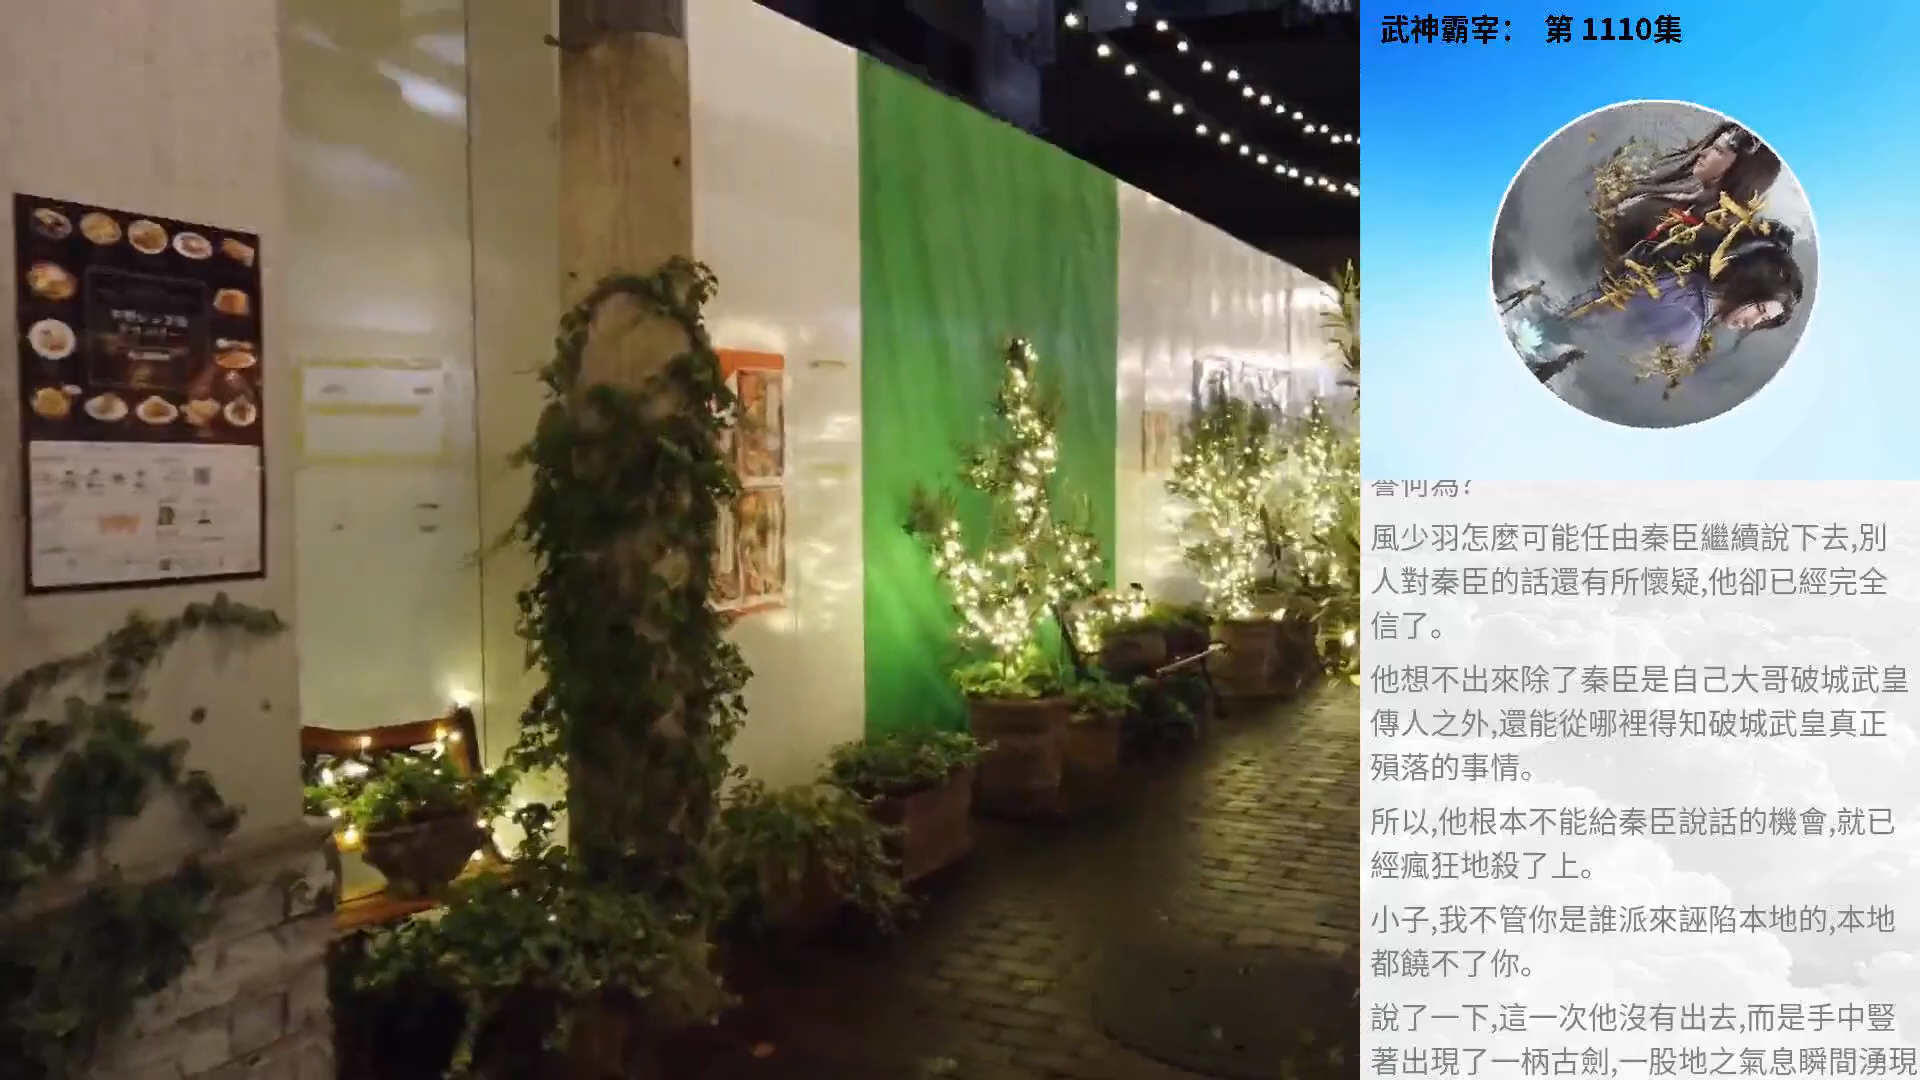 武神霸宰： 第 1110集
譽何為?
風少羽怎麼可能任由秦臣繼續說下去,別
人對秦臣的話還有所懷疑,他卻已經完全
信了。
他想不出來除了秦臣是自己大哥破城武皇
傳人之外,還能從哪裡得知破城武皇真正
殞落的事情。
所以,他根本不能給秦臣說話的機會,就已
經瘋狂地殺了上。
小子,我不管你是誰派來誣陷本地的,本地
都饒不了你。
說了一下,這一次他沒有出去,而是手中豎
著出現了一柄古劍,一股地之氣息瞬間湧現